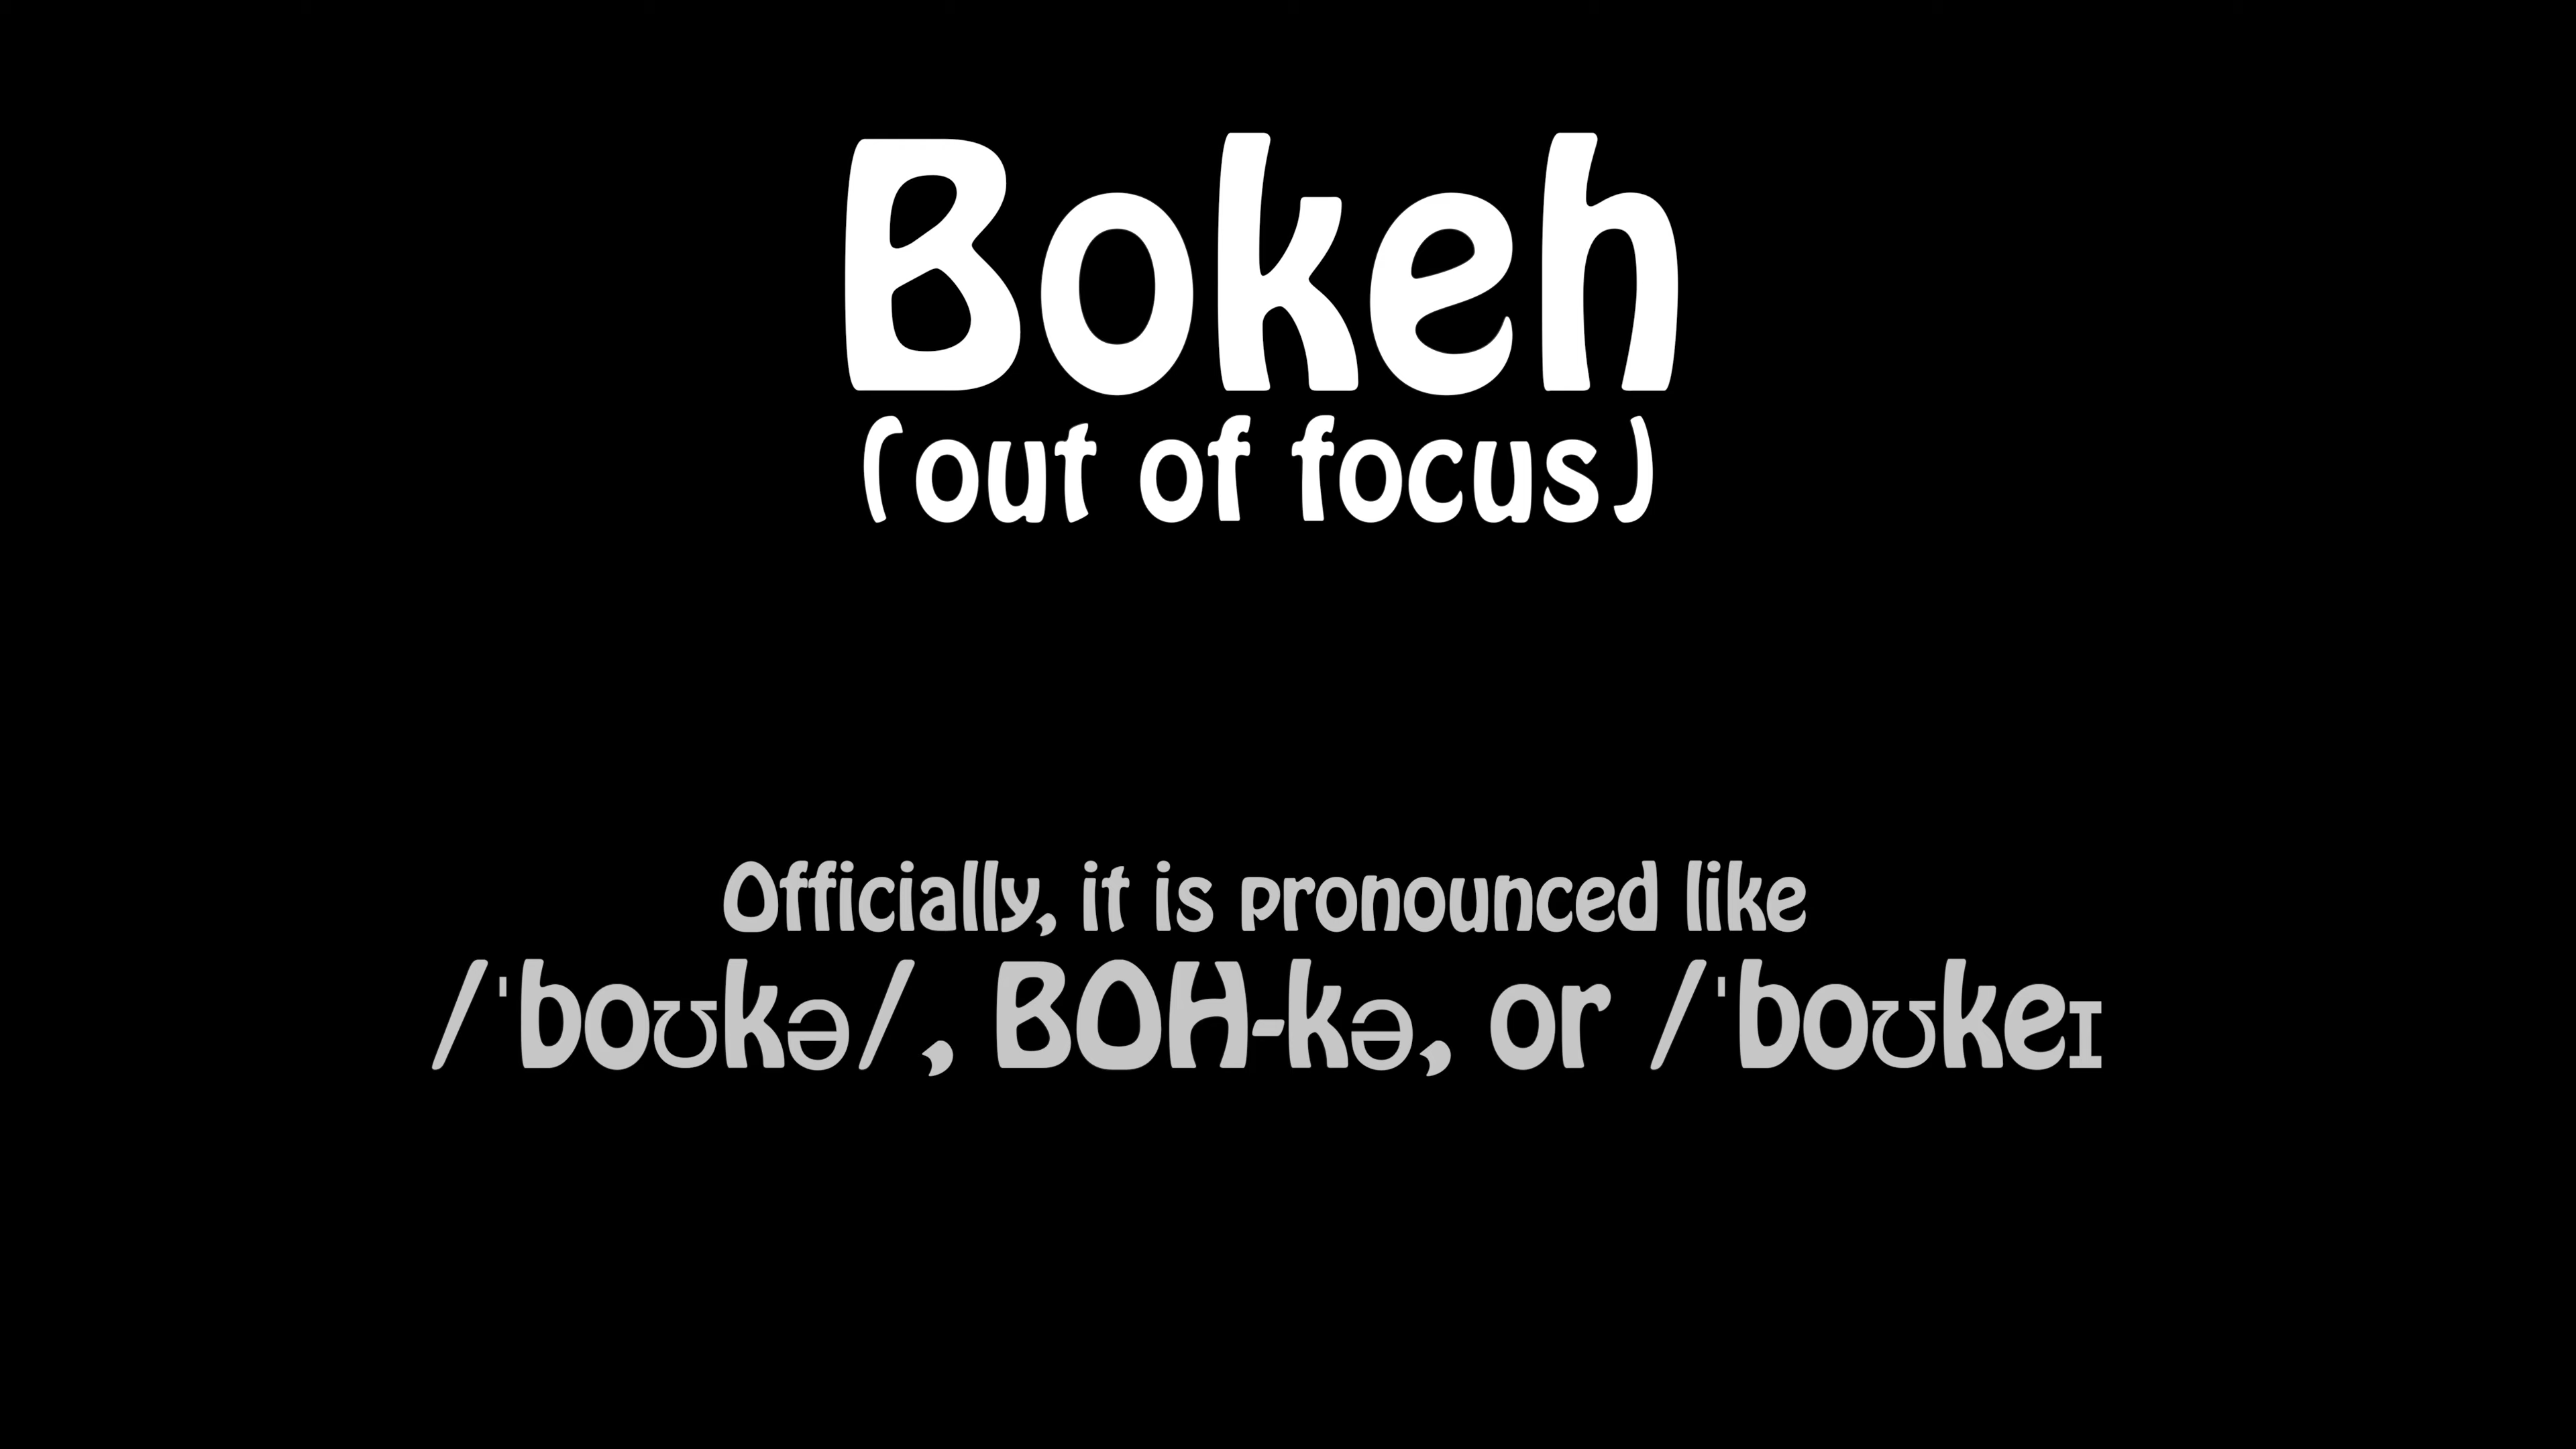 Bokeh
(out of focus)
Officially, it is pronounced like
/ˈboʊkə/, BOH-kə, or /ˈboʊkeɪ